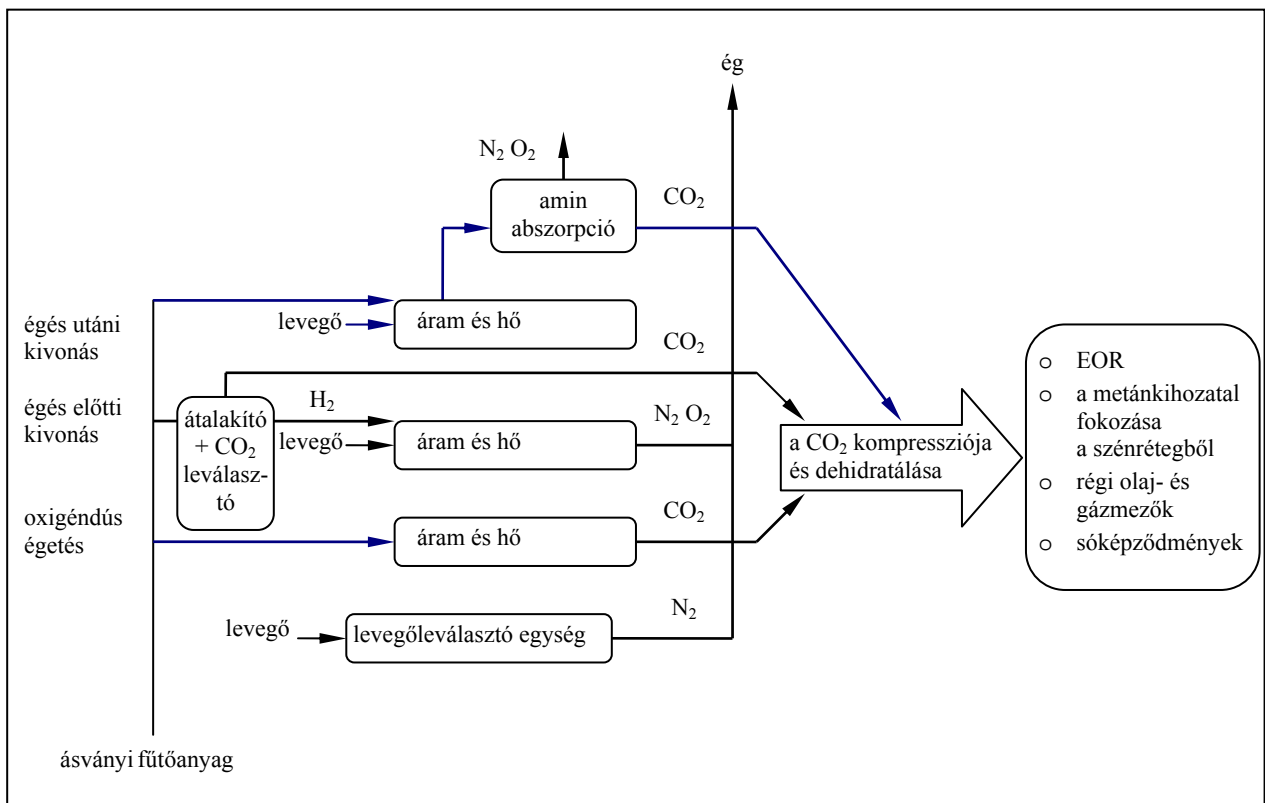 ég
N₂ O₂
CO₂
amin
abszorpció
égés utáni
kivonás
levegő
áram és hő
CO₂
égés előtti
kivonás
átalakító
+ CO₂
leválasz-
tó
H₂
levegő
áram és hő
N₂ O₂
a CO₂ kompressziója
és dehidratálása
o EOR
o a metánkihozatal
fokozása
a szénrétegből
o régi olaj- és
gázmezők
o sóképződmények
oxigéndús
égetés
áram és hő
CO₂
levegő
levegőleválasztó egység
N₂
ásványi fűtőanyag